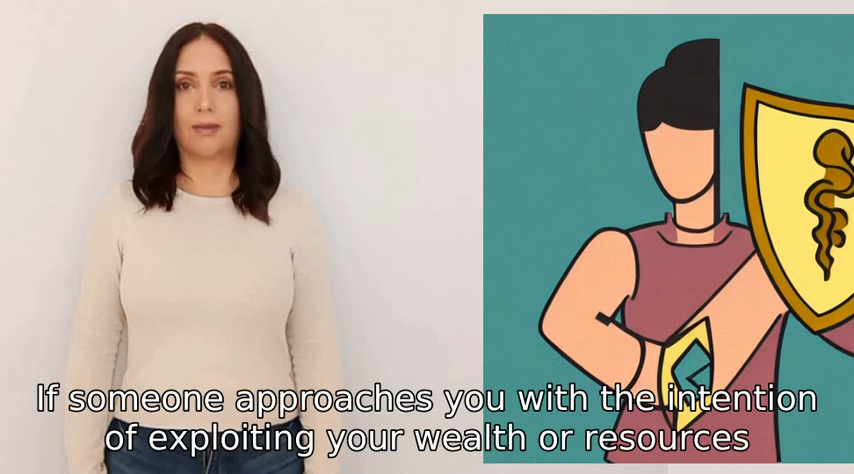 If someone approaches you with the intention
of exploiting your wealth or resources